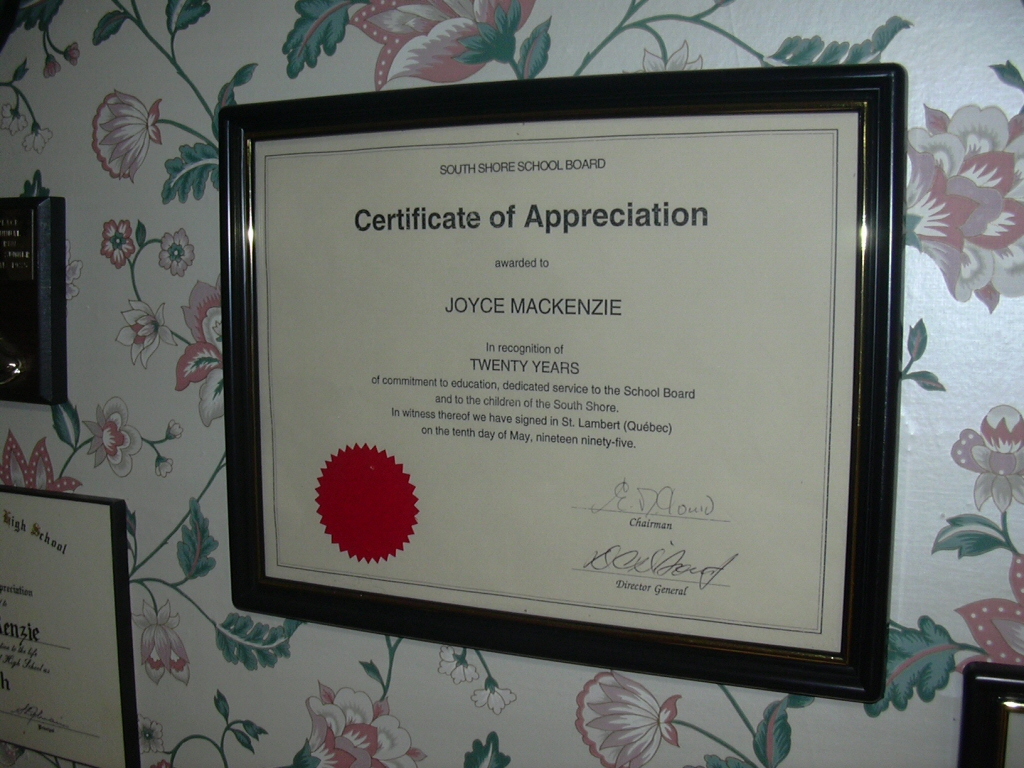 SOUTH SHORE SCHOOL BOARD
Certificate of Appreciation
awarded to
JOYCE MACKENZIE
In recognition of
TWENTY YEARS
of commitment to education, dedicated service to the School Board
and to the children of the South Shore.
In witness thereof we have signed in St. Lambert (Québec)
on the tenth day of May, nineteen ninety-five.
Chairman
Director General
High School